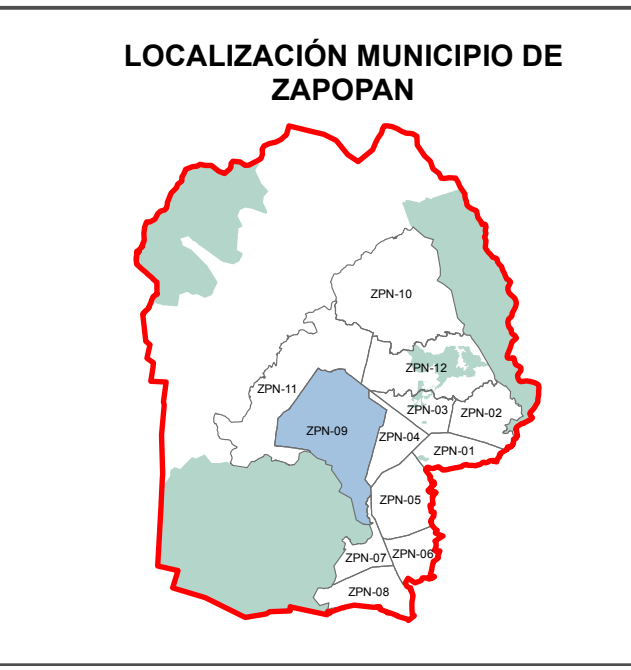 LOCALIZACIÓN MUNICIPIO DE
ZAPOPAN
ZPN-10
ZPN-12
ZPN-11
ZPN-03
ZPN-02
ZPN-09
ZPN-04
ZPN-01
ZPN-05
ZPN-07
ZPN-06
ZPN-08